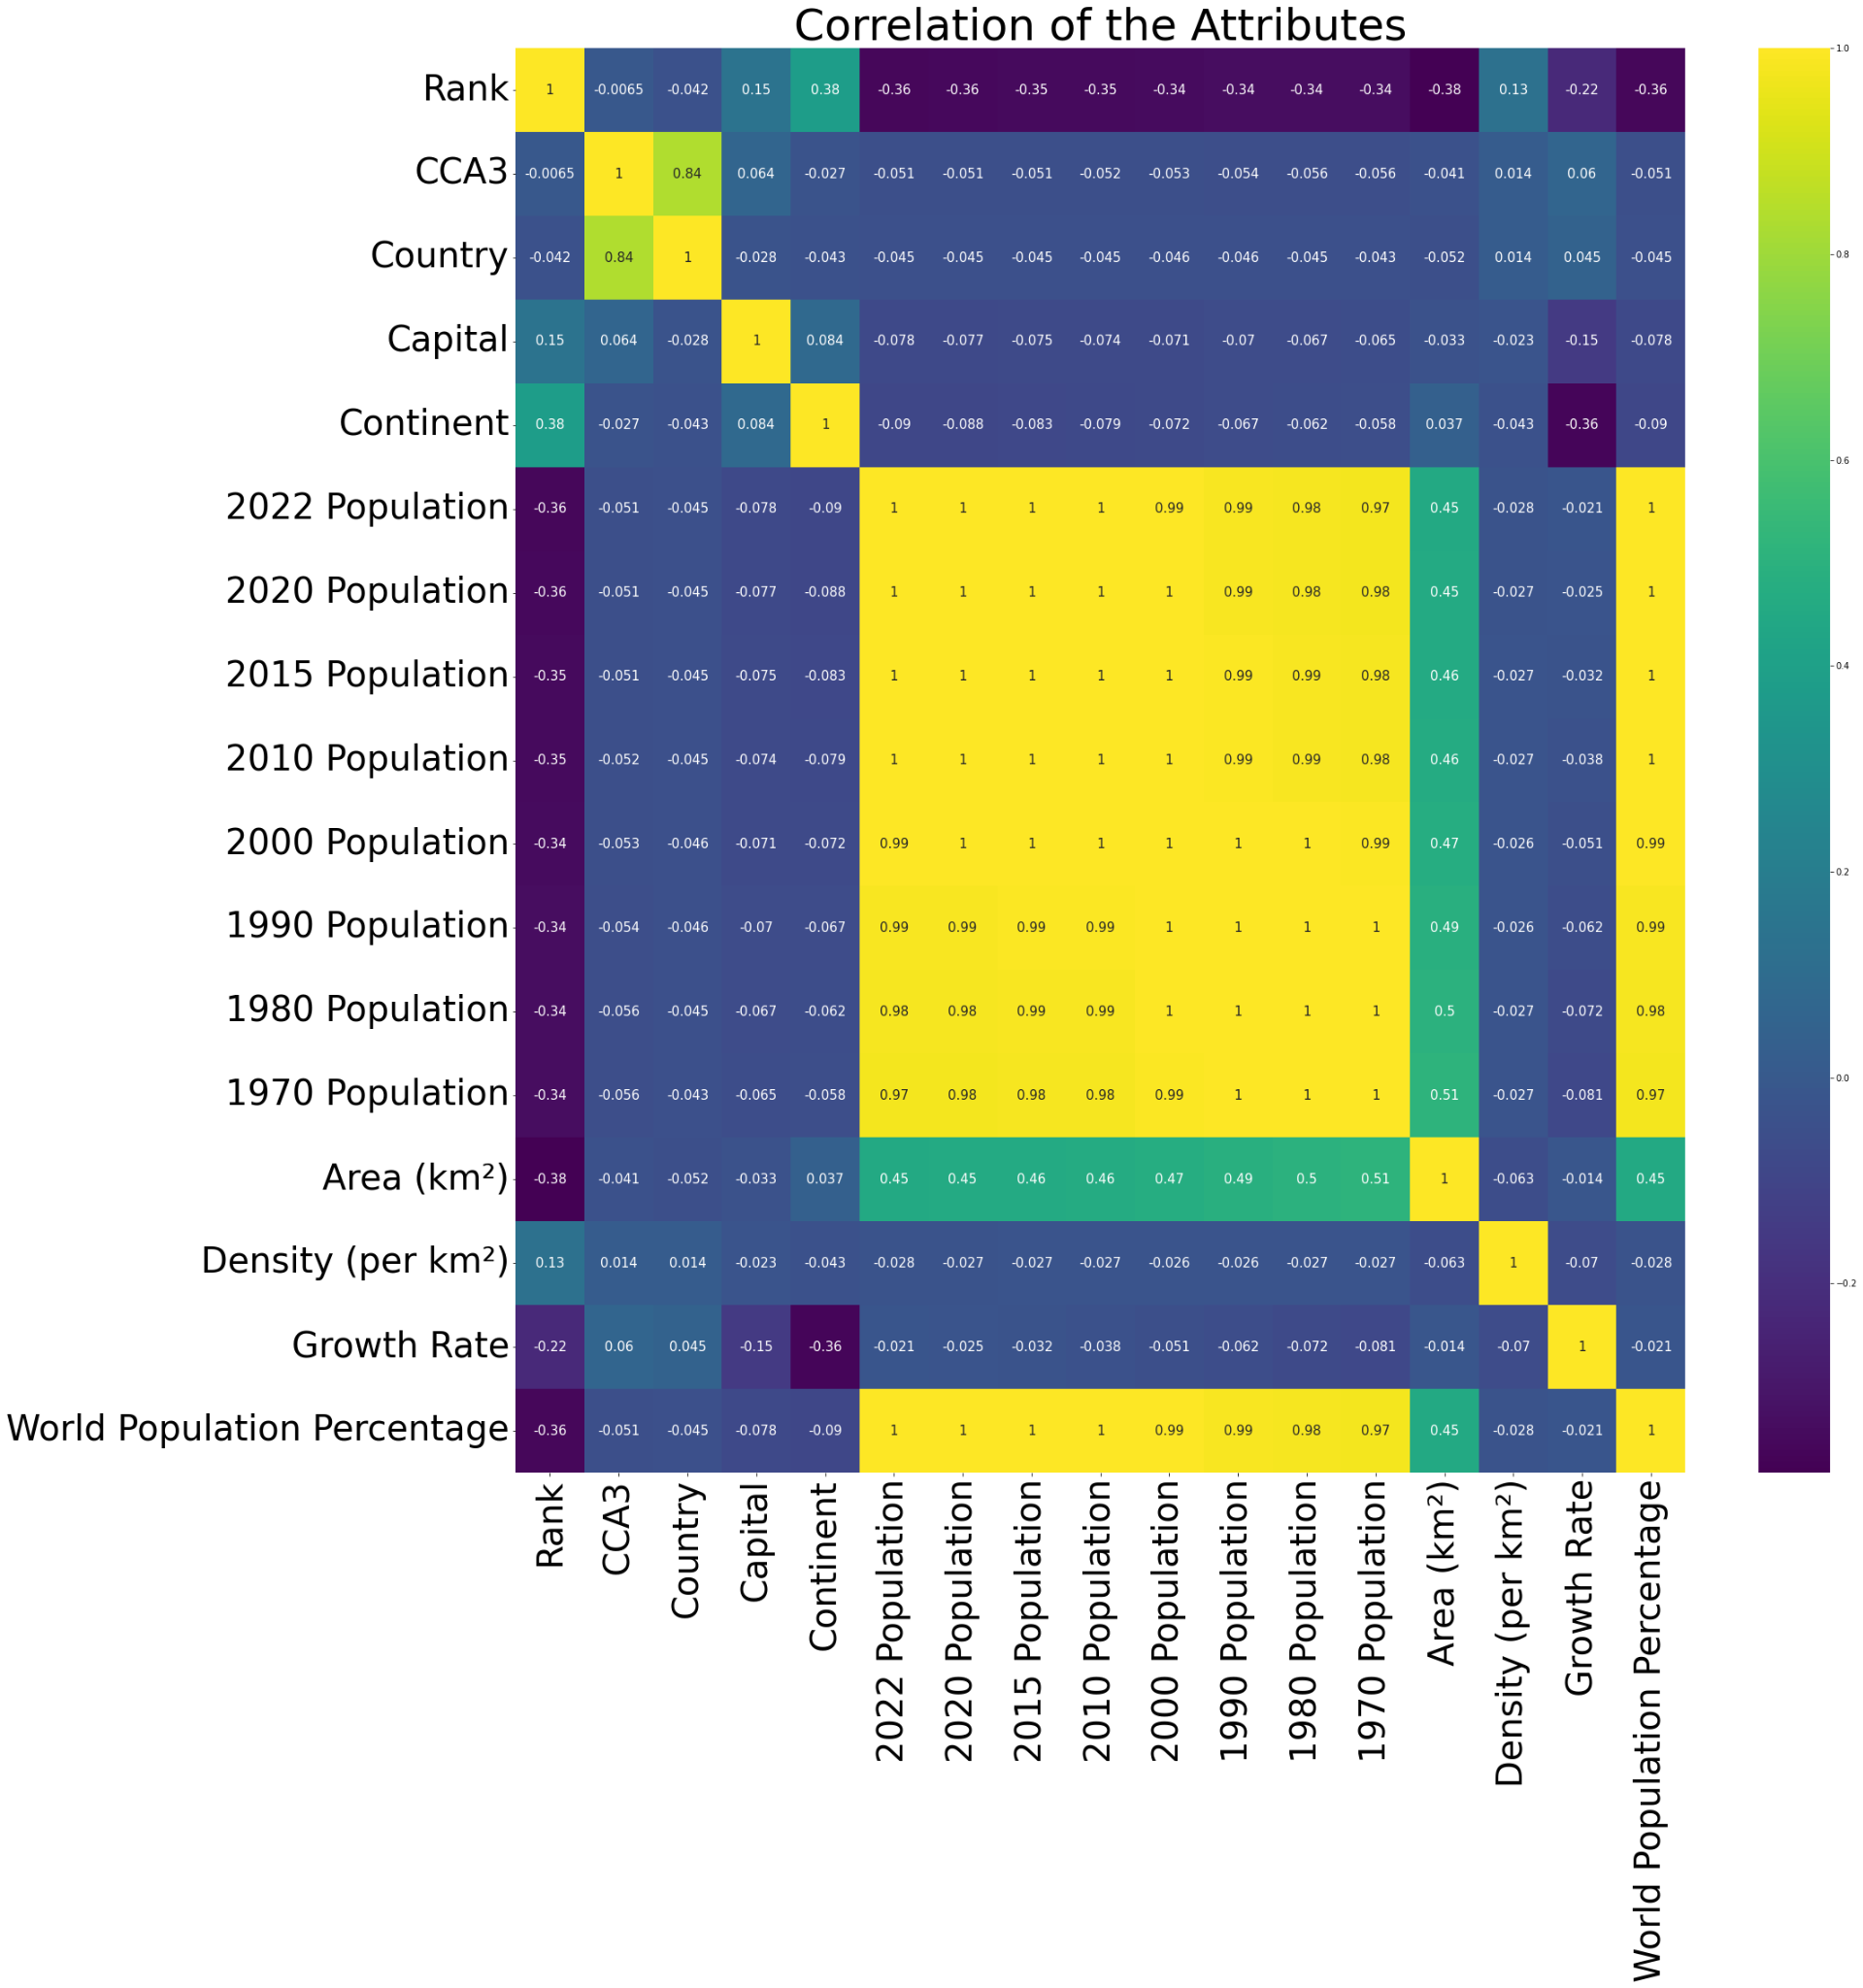 Correlation of the Attributes
Rank 1 -0.0065 -0.042 0.15 0.38 -0.36 -0.36 -0.35 -0.35 -0.34 -0.34 -0.34 -0.34 -0.38 0.13 -0.22 -0.36
CCA3 -0.0065 1 0.84 0.064 -0.027 -0.051 -0.051 -0.051 -0.052 -0.053 -0.054 -0.056 -0.056 -0.041 0.014 0.06 -0.051
Country -0.042 0.84 1 -0.028 -0.043 -0.045 -0.045 -0.045 -0.045 -0.046 -0.046 -0.045 -0.043 -0.052 0.014 0.045 -0.045
Capital 0.15 0.064 -0.028 1 0.084 -0.078 -0.077 -0.075 -0.074 -0.071 -0.07 -0.067 -0.065 -0.033 -0.023 -0.15 -0.078
Continent 0.38 -0.027 -0.043 0.084 1 -0.09 -0.088 -0.083 -0.079 -0.072 -0.067 -0.062 -0.058 0.037 -0.043 -0.36 -0.09
2022 Population -0.36 -0.051 -0.045 -0.078 -0.09 1 1 1 1 0.99 0.99 0.98 0.97 0.45 -0.028 -0.021 1
2020 Population -0.36 -0.051 -0.045 -0.077 -0.088 1 1 1 1 1 0.99 0.98 0.98 0.45 -0.027 -0.025 1
2015 Population -0.35 -0.051 -0.045 -0.075 -0.083 1 1 1 1 1 0.99 0.99 0.98 0.46 -0.027 -0.032 1
2010 Population -0.35 -0.052 -0.045 -0.074 -0.079 1 1 1 1 1 0.99 0.99 0.98 0.46 -0.027 -0.038 1
2000 Population -0.34 -0.053 -0.046 -0.071 -0.072 0.99 1 1 1 1 1 1 0.99 0.47 -0.026 -0.051 0.99
1990 Population -0.34 -0.054 -0.046 -0.07 -0.067 0.99 0.99 0.99 0.99 1 1 1 1 0.49 -0.026 -0.062 0.99
1980 Population -0.34 -0.056 -0.045 -0.067 -0.062 0.98 0.98 0.99 0.99 1 1 1 1 0.5 -0.027 -0.072 0.98
1970 Population -0.34 -0.056 -0.043 -0.065 -0.058 0.97 0.98 0.98 0.98 0.99 1 1 1 0.51 -0.027 -0.081 0.97
Area (km²) -0.38 -0.041 -0.052 -0.033 0.037 0.45 0.45 0.46 0.46 0.47 0.49 0.5 0.51 1 -0.063 -0.014 0.45
Density (per km²) 0.13 0.014 0.014 -0.023 -0.043 -0.028 -0.027 -0.027 -0.027 -0.026 -0.026 -0.027 -0.027 -0.063 1 -0.07 -0.028
Growth Rate -0.22 0.06 0.045 -0.15 -0.36 -0.021 -0.025 -0.032 -0.038 -0.051 -0.062 -0.072 -0.081 -0.014 -0.07 1 -0.021
World Population Percentage -0.36 -0.051 -0.045 -0.078 -0.09 1 1 1 1 0.99 0.99 0.98 0.97 0.45 -0.028 -0.021 1
Rank
CCA3
Country
Capital
Continent
2022 Population
2020 Population
2015 Population
2010 Population
2000 Population
1990 Population
1980 Population
1970 Population
Area (km²)
Density (per km²)
Growth Rate
World Population Percentage
1.0
0.8
0.6
0.4
0.2
0.0
−0.2